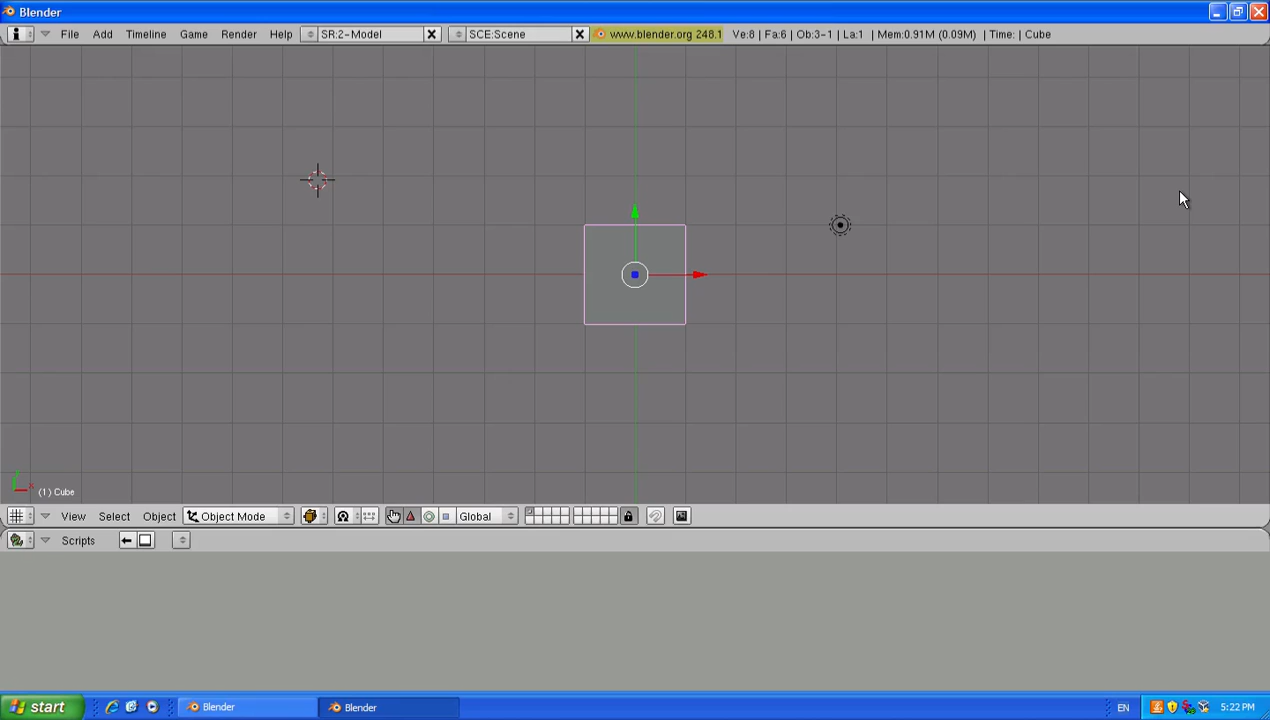 Blender
File Add Timeline Game Render Help SR:2-Model SCE:Scene www.blender.org 248.1 Ve:8 | Fa:6 | Ob:3-1 | La:1 | Mem:0.91M (0.09M) | Time: | Cube
x
(1) Cube
View Select Object Object Mode Global
Scripts
start Blender Blender EN 5:22 PM